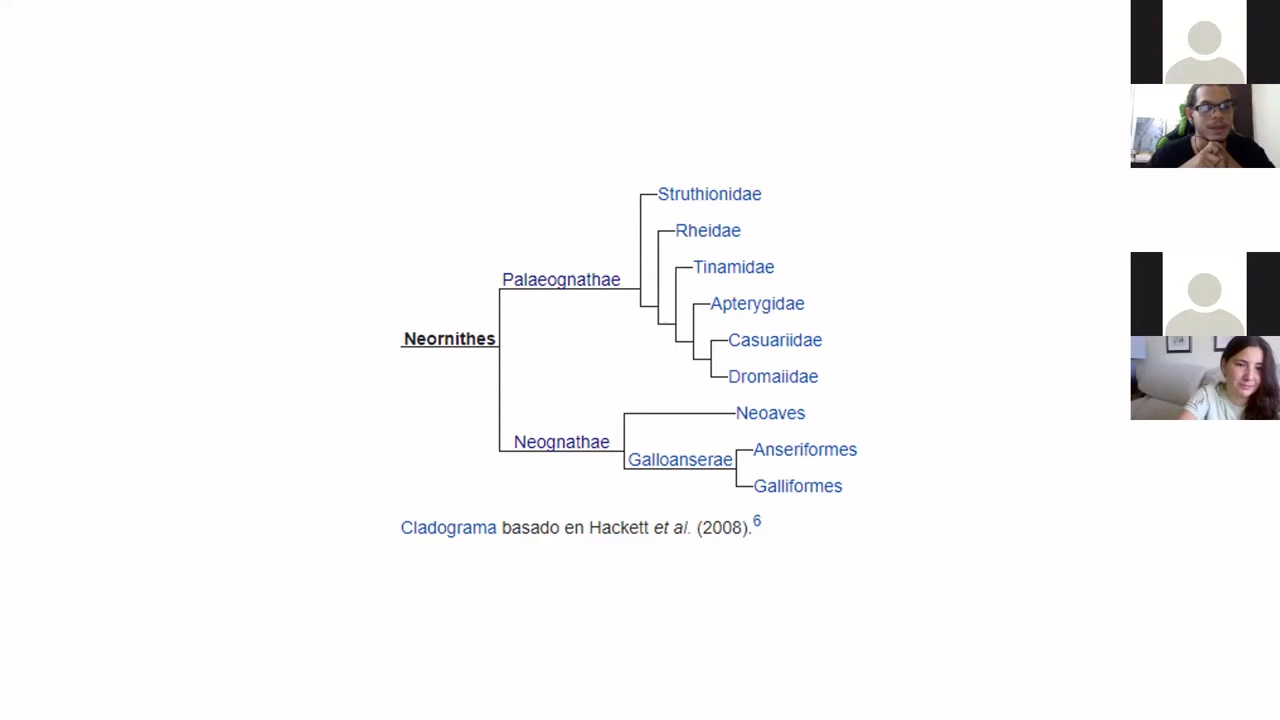 Struthionidae
Rheidae
Tinamidae
Palaeognathae
Apterygidae
Neornithes
Casuariidae
Dromaiidae
Neoaves
Neognathae
Anseriformes
Galloanserae
Galliformes
Cladograma basado en Hackett et al. (2008).6